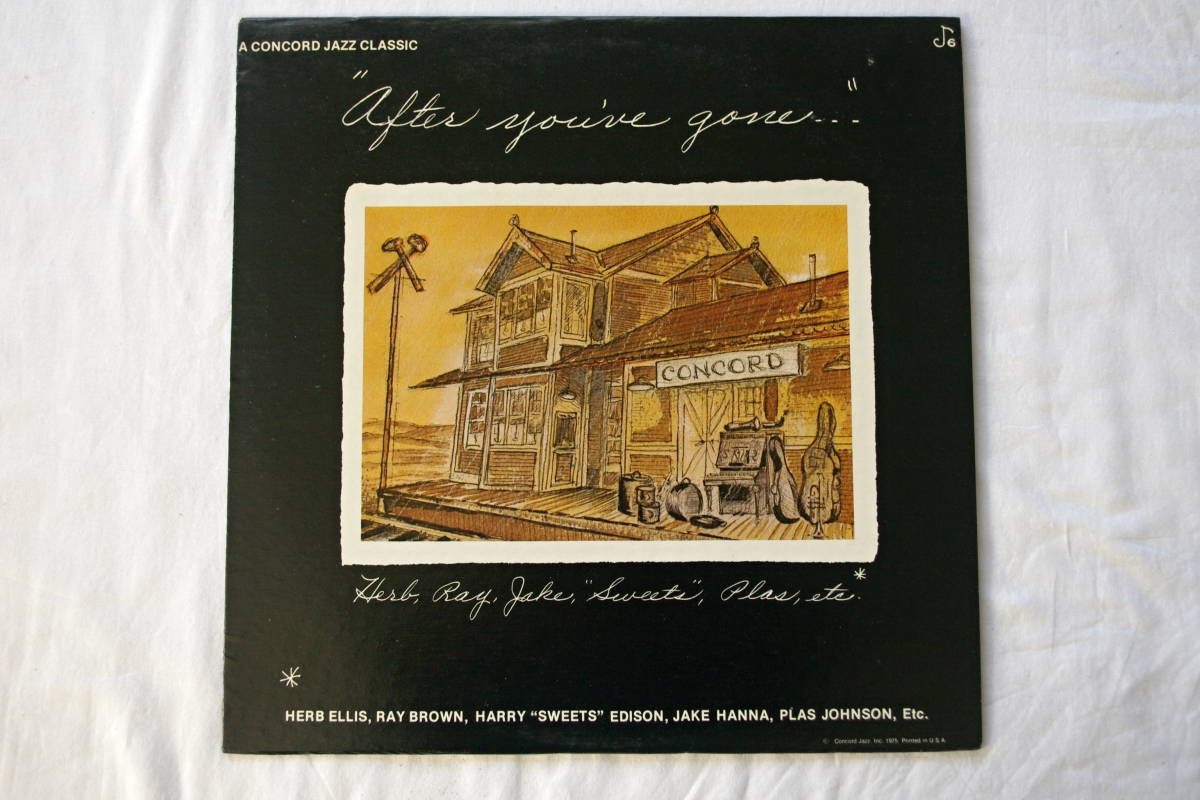 A CONCORD JAZZ CLASSIC
♪6
"After you've gone..."
CONCORD
Herb, Ray, Jake, "Sweets", Plas, etc.*
* HERB ELLIS, RAY BROWN, HARRY "SWEETS" EDISON, JAKE HANNA, PLAS JOHNSON, Etc.
© Concord Jazz, Inc. 1975 Printed in U.S.A.